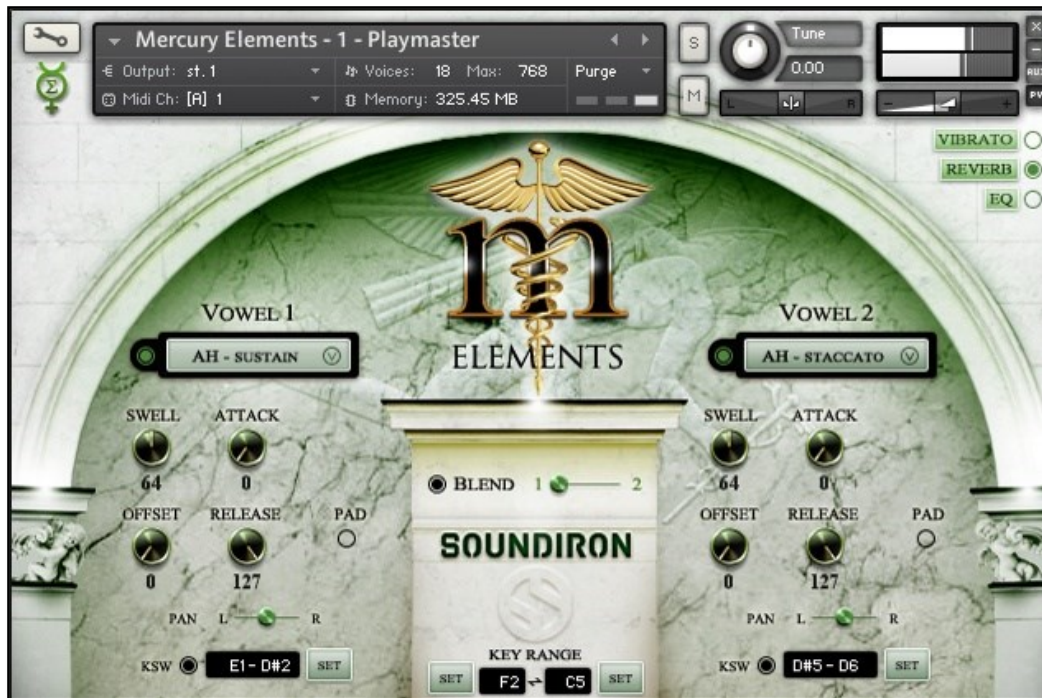 Mercury Elements - 1 - Playmaster
Output: st.1
Voices: 18 Max: 768
Purge
Midi Ch: [A] 1
Memory: 325.45 MB
S
M
Tune
0.00
L R
- +
×
-
AUX
PV
VIBRATO
REVERB
EQ
m
ELEMENTS
VOWEL 1
AH - SUSTAIN
SWELL ATTACK
64 0
OFFSET RELEASE PAD
0 127
PAN L R
KSW E1 - D#2 SET
BLEND 1 2
SOUNDIRON
KEY RANGE
SET F2 C5 SET
VOWEL 2
AH - STACCATO
SWELL ATTACK
64 0
OFFSET RELEASE PAD
0 127
PAN L R
KSW D#5 - D6 SET